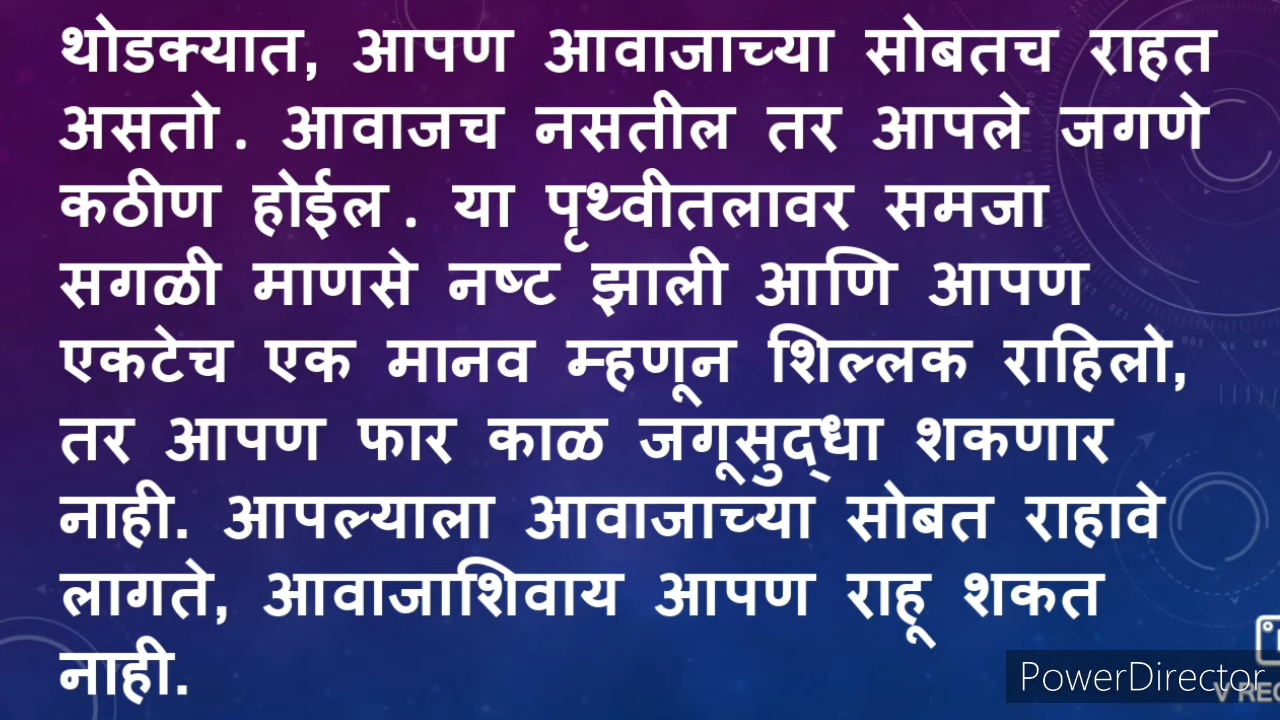 थोडक्यात, आपण आवाजाच्या सोबतच राहत
असतो . आवाजच नसतील तर आपले जगणे
कठीण होईल . या पृथ्वीतलावर समजा
सगळी माणसे नष्ट झाली आणि आपण
एकटेच एक मानव म्हणून शिल्लक राहिलो,
तर आपण फार काळ जगूसुद्धा शकणार
नाही. आपल्याला आवाजाच्या सोबत राहावे
लागते, आवाजाशिवाय आपण राहू शकत
नाही.
PowerDirector